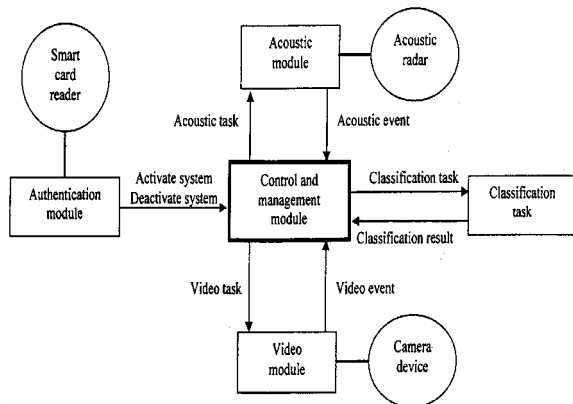 Smart
card
reader
Acoustic
module
Acoustic
radar
Acoustic task
Acoustic event
Authentication
module
Activate system
Deactivate system
Control and
management
module
Classification task
Classification result
Classification
task
Video task
Video event
Video
module
Camera
device